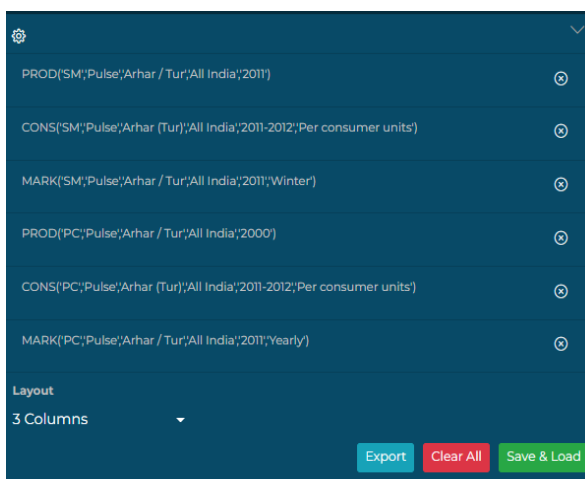 PROD('SM','Pulse','Arhar / Tur','All India','2011')
CONS('SM','Pulse','Arhar (Tur)','All India','2011-2012','Per consumer units')
MARK('SM','Pulse','Arhar / Tur','All India','2011','Winter')
PROD('PC','Pulse','Arhar / Tur','All India','2000')
CONS('PC','Pulse','Arhar (Tur)','All India','2011-2012','Per consumer units')
MARK('PC','Pulse','Arhar / Tur','All India','2011','Yearly')
Layout
3 Columns
Export Clear All Save & Load